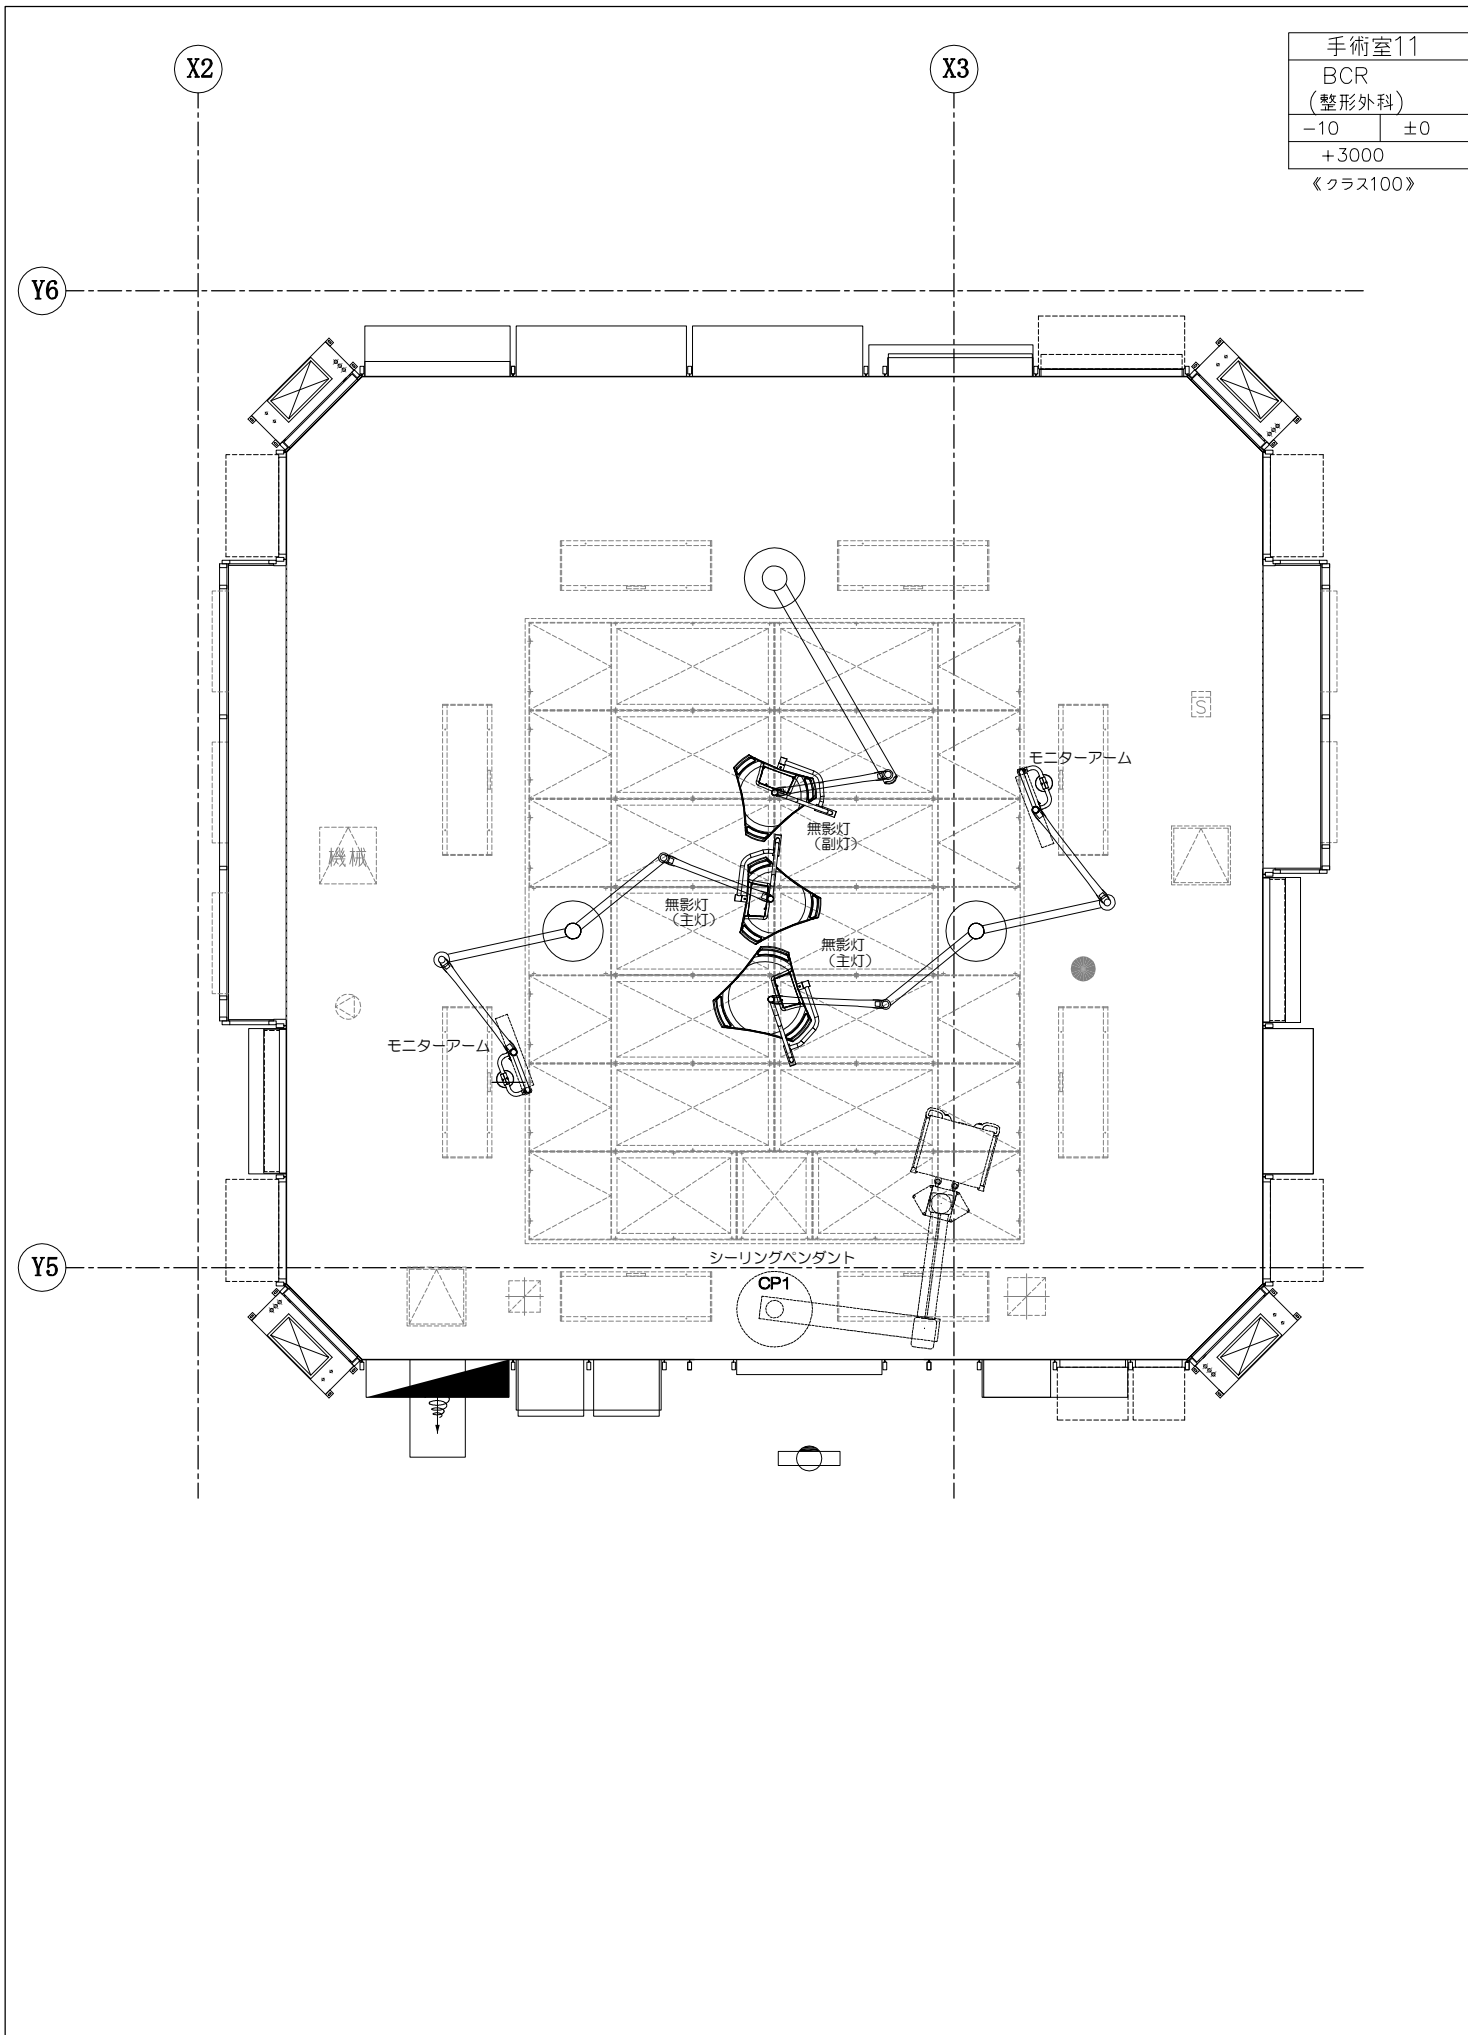 手術室11
BCR
(整形外科)
-10 ±0
+3000
《クラス100》
X2
X3
Y6
S
モニターアーム
無影灯
(副灯)
機械
無影灯
(主灯)
無影灯
(主灯)
モニターアーム
シーリングペンダント
Y5
CP1